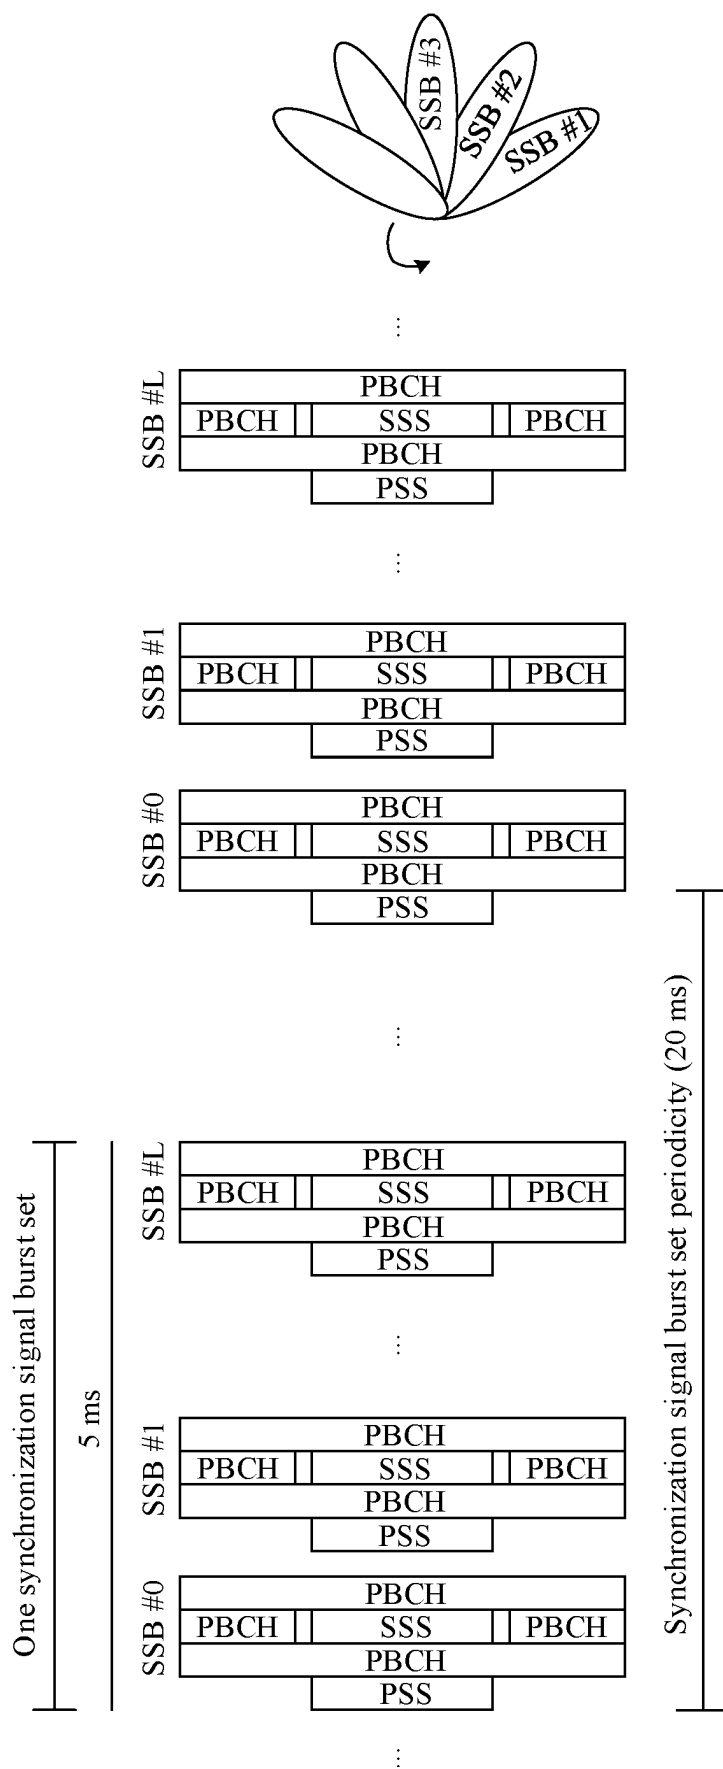 SSB #3
SSB #2
SSB #1
...
SSB #L
PBCH
PBCH SSS PBCH
PBCH
PSS
...
SSB #1
PBCH
PBCH SSS PBCH
PBCH
PSS
SSB #0
PBCH
PBCH SSS PBCH
PBCH
PSS
...
SSB #L
PBCH
PBCH SSS PBCH
PBCH
PSS
...
SSB #1
PBCH
PBCH SSS PBCH
PBCH
PSS
SSB #0
PBCH
PBCH SSS PBCH
PBCH
PSS
...
One synchronization signal burst set
5 ms
Synchronization signal burst set periodicity (20 ms)